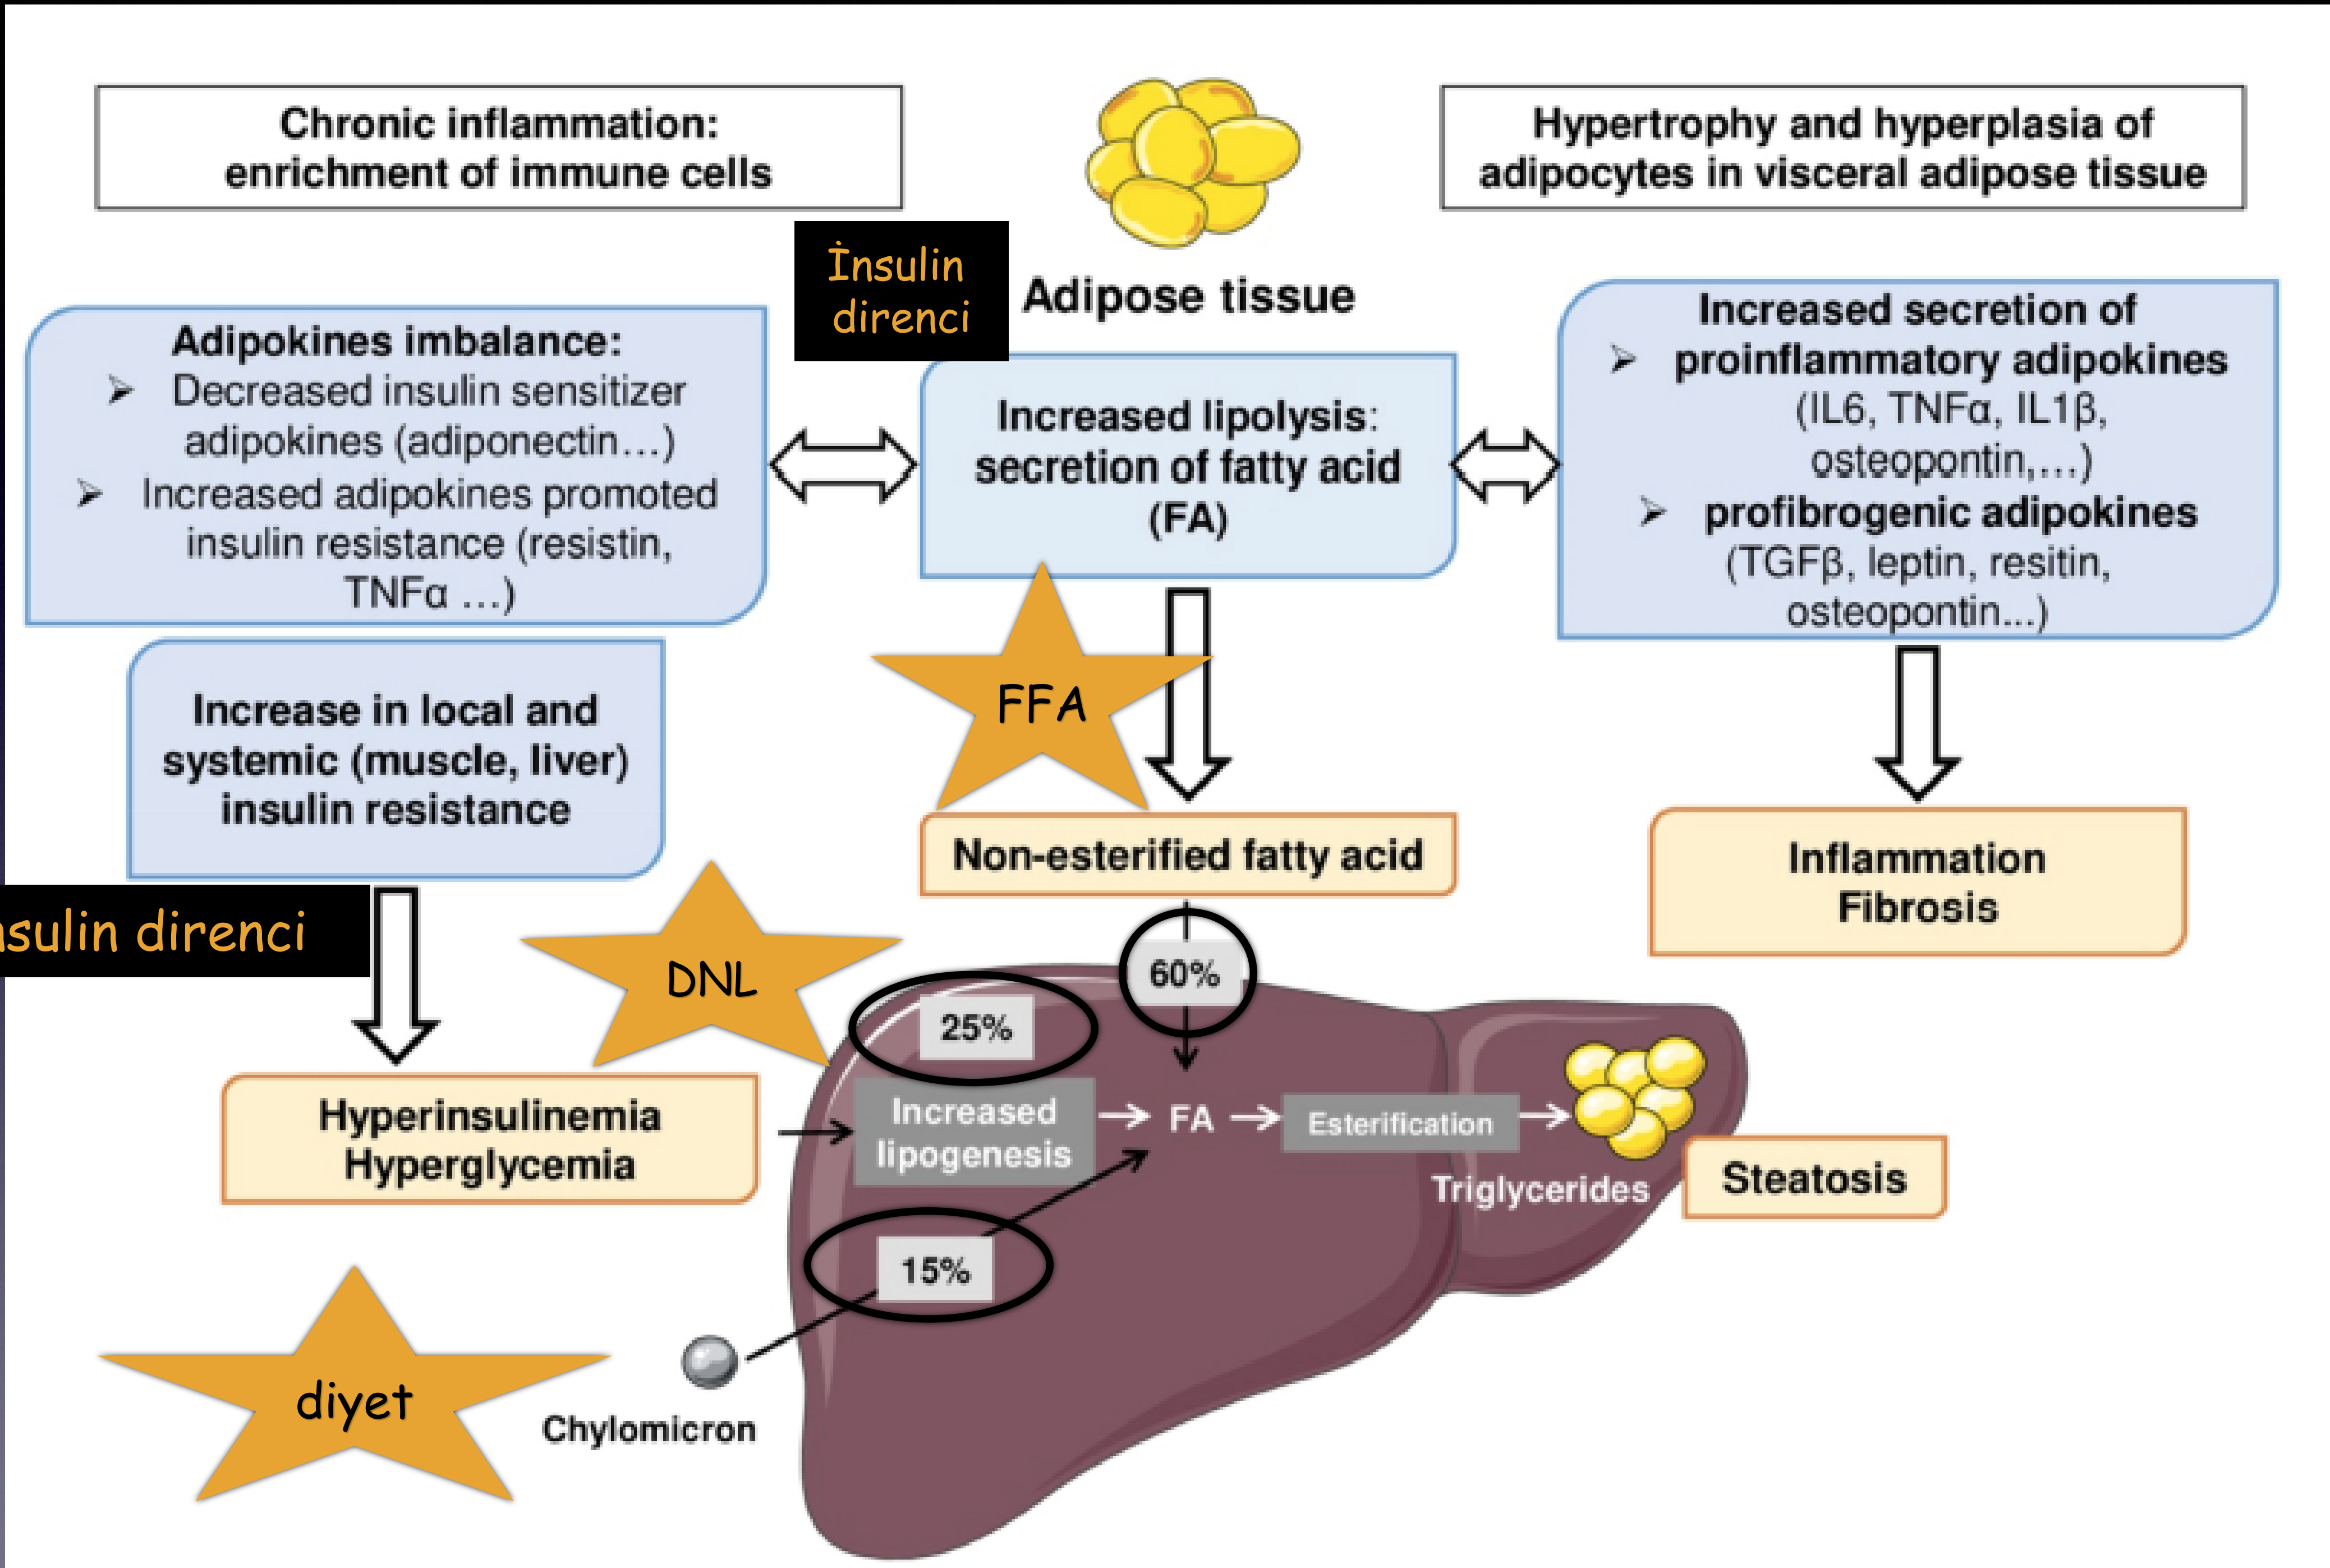 Chronic inflammation:
enrichment of immune cells
Hypertrophy and hyperplasia of
adipocytes in visceral adipose tissue
İnsulin
direnci
Adipose tissue
Adipokines imbalance:
➢ Decreased insulin sensitizer
adipokines (adiponectin...)
➢ Increased adipokines promoted
insulin resistance (resistin,
TNFα ...)
Increased lipolysis:
secretion of fatty acid
(FA)
Increased secretion of
➢ proinflammatory adipokines
(IL6, TNFα, IL1β,
osteopontin,...)
➢ profibrogenic adipokines
(TGFβ, leptin, resitin,
osteopontin...)
Increase in local and
systemic (muscle, liver)
insulin resistance
FFA
Non-esterified fatty acid
Inflammation
Fibrosis
nsulin direnci
DNL
60%
25%
Hyperinsulinemia
Hyperglycemia
Increased
lipogenesis
FA
Esterification
Triglycerides
Steatosis
15%
diyet
Chylomicron